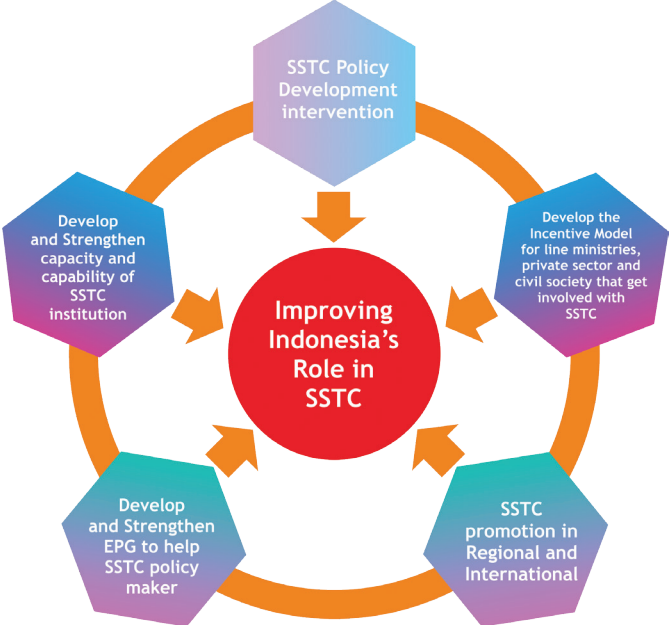 SSTC Policy
Development
intervention
Develop
and Strengthen
capacity and
capability of
SSTC
institution
Develop the
Incentive Model
for line ministries,
private sector and
civil society that get
involved with
SSTC
Improving
Indonesia's
Role in
SSTC
Develop
and Strengthen
EPG to help
SSTC policy
maker
SSTC
promotion in
Regional and
International